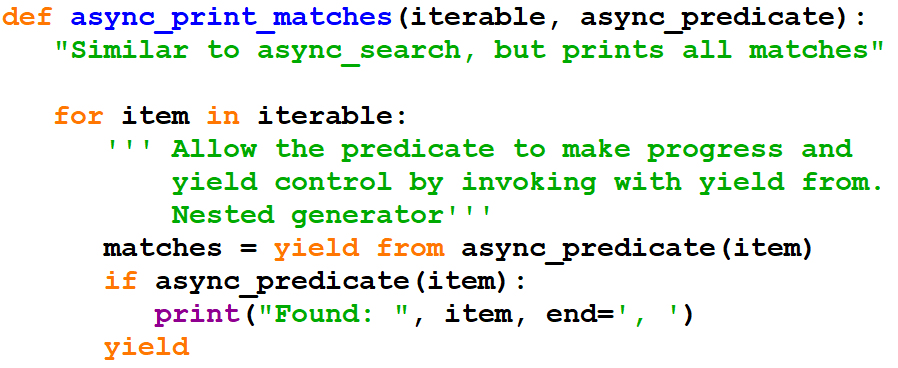 def async_print_matches(iterable, async_predicate):
"Similar to async_search, but prints all matches"
for item in iterable:
''' Allow the predicate to make progress and
yield control by invoking with yield from.
Nested generator'''
matches = yield from async_predicate(item)
if async_predicate(item):
print("Found: ", item, end=', ')
yield